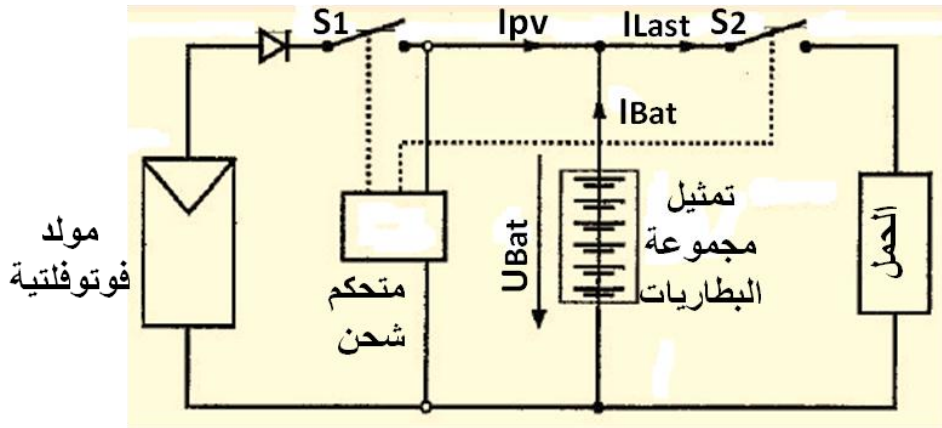 S1
Ipv
ILast
S2
IBat
UBat
مولد
فوتوفلتية
متحكم
شحن
تمثيل
مجموعة
البطاريات
الحمل